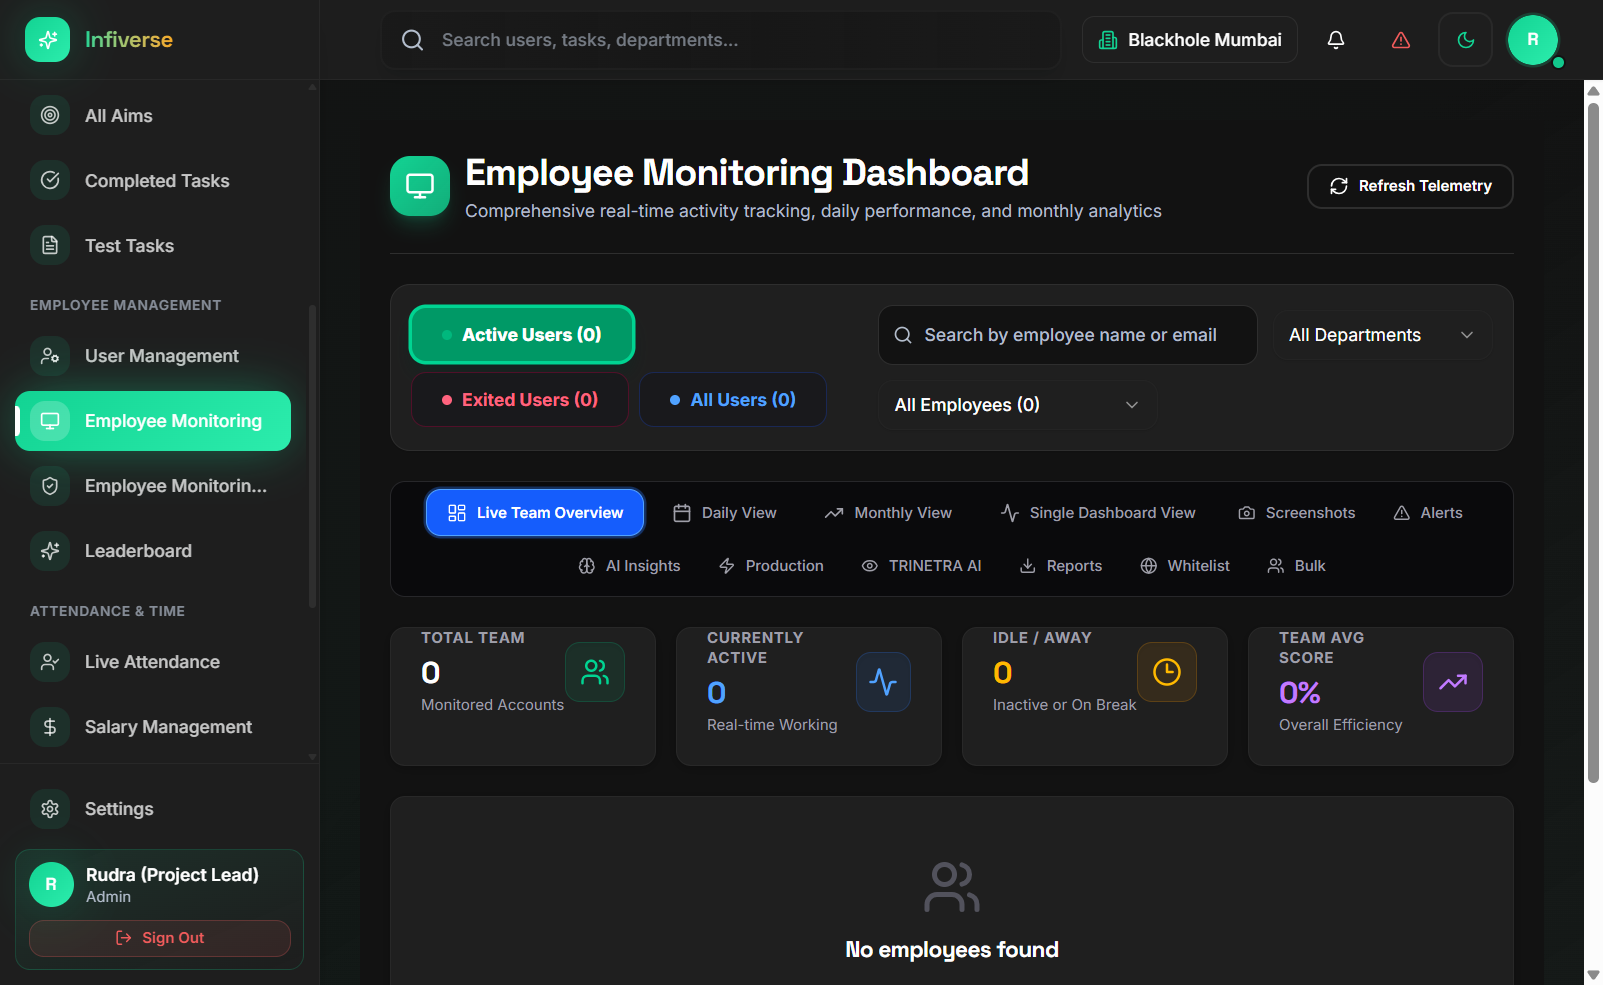 Infiverse
Search users, tasks, departments...
Blackhole Mumbai
R
All Aims
Completed Tasks
Test Tasks
EMPLOYEE MANAGEMENT
User Management
Employee Monitoring
Employee Monitorin...
Leaderboard
ATTENDANCE & TIME
Live Attendance
Salary Management
Settings
R
Rudra (Project Lead)
Admin
Sign Out
Employee Monitoring Dashboard
Comprehensive real-time activity tracking, daily performance, and monthly analytics
Refresh Telemetry
Active Users (0)
Exited Users (0)
All Users (0)
Search by employee name or email
All Departments
All Employees (0)
Live Team Overview
Daily View
Monthly View
Single Dashboard View
Screenshots
Alerts
AI Insights
Production
TRINETRA AI
Reports
Whitelist
Bulk
TOTAL TEAM
0
Monitored Accounts
CURRENTLY
ACTIVE
0
Real-time Working
IDLE / AWAY
0
Inactive or On Break
TEAM AVG
SCORE
0%
Overall Efficiency
No employees found